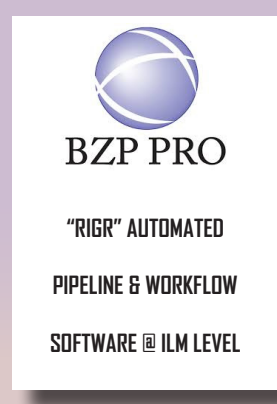 BZP PRO
“RIGR” AUTOMATED
PIPELINE & WORKFLOW
SOFTWARE @ ILM LEVEL